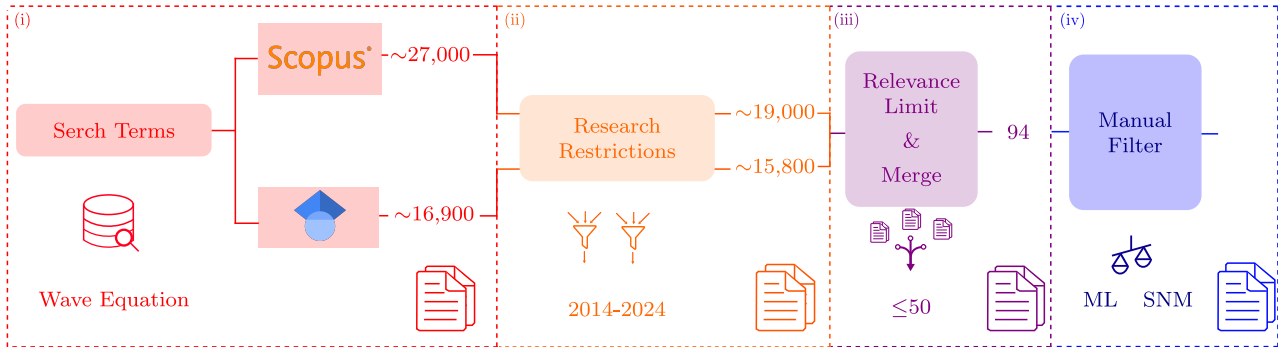 (i)
Serch Terms
Scopus®
~27,000
~16,900
Wave Equation
(ii)
Research
Restrictions
~19,000
~15,800
2014-2024
(iii)
Relevance
Limit
&
Merge
94
≤50
(iv)
Manual
Filter
ML SNM